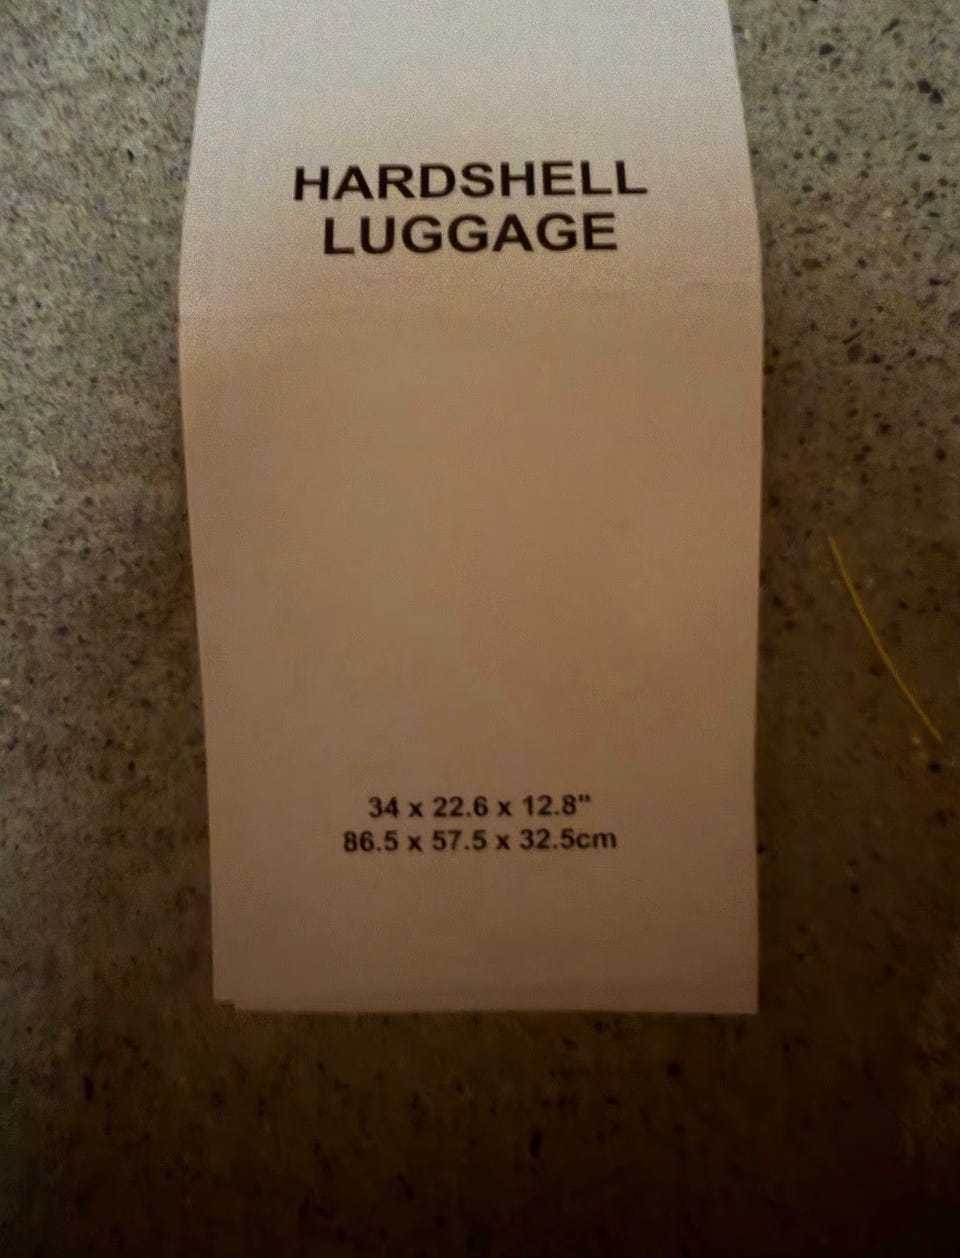 HARDSHELL
LUGGAGE
34 x 22.6 x 12.8"
86.5 x 57.5 x 32.5cm